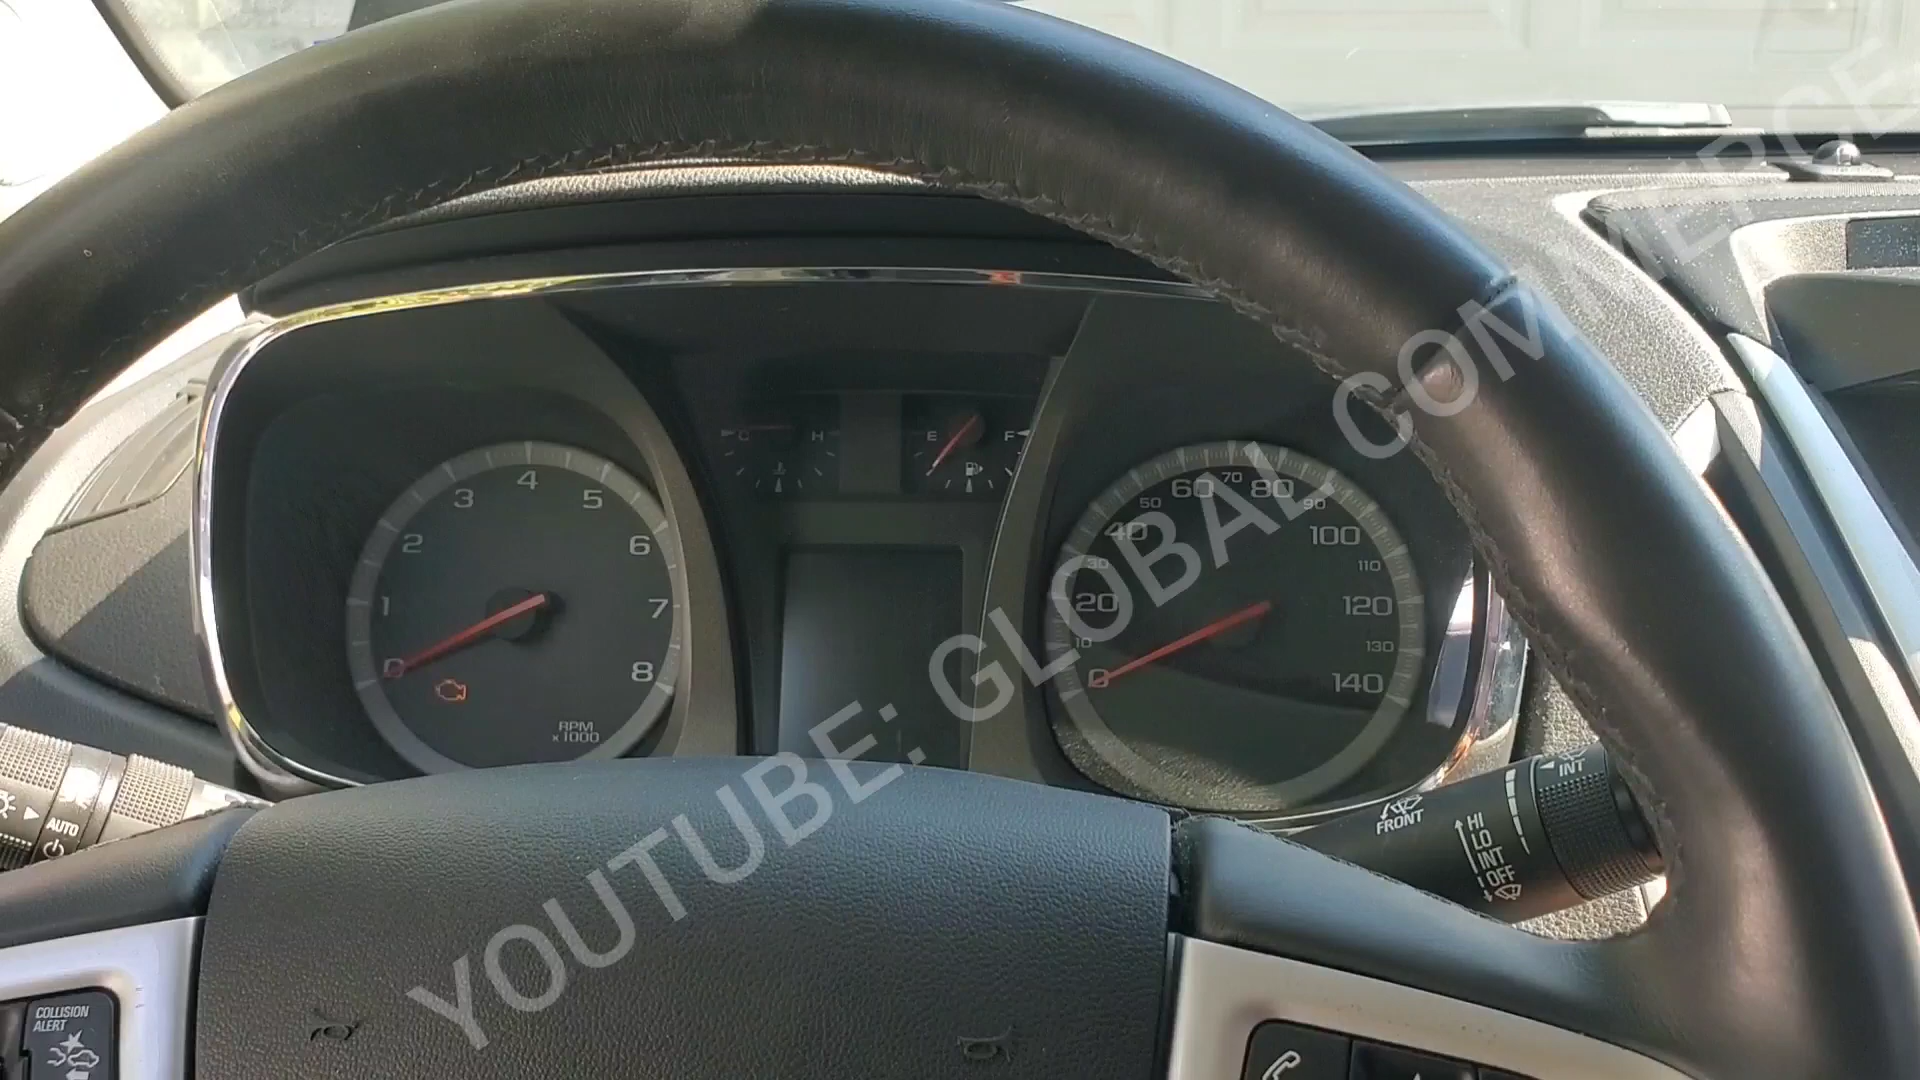 YOUTUBE: GLOBAL COMMERCE
C H
E F
0 1 2 3 4 5 6 7 8
RPM
x1000
0 10 20 30 40 50 60 70 80 90 100 110 120 130 140
AUTO
FRONT
HI
LO
INT
OFF
INT
COLLISION
ALERT